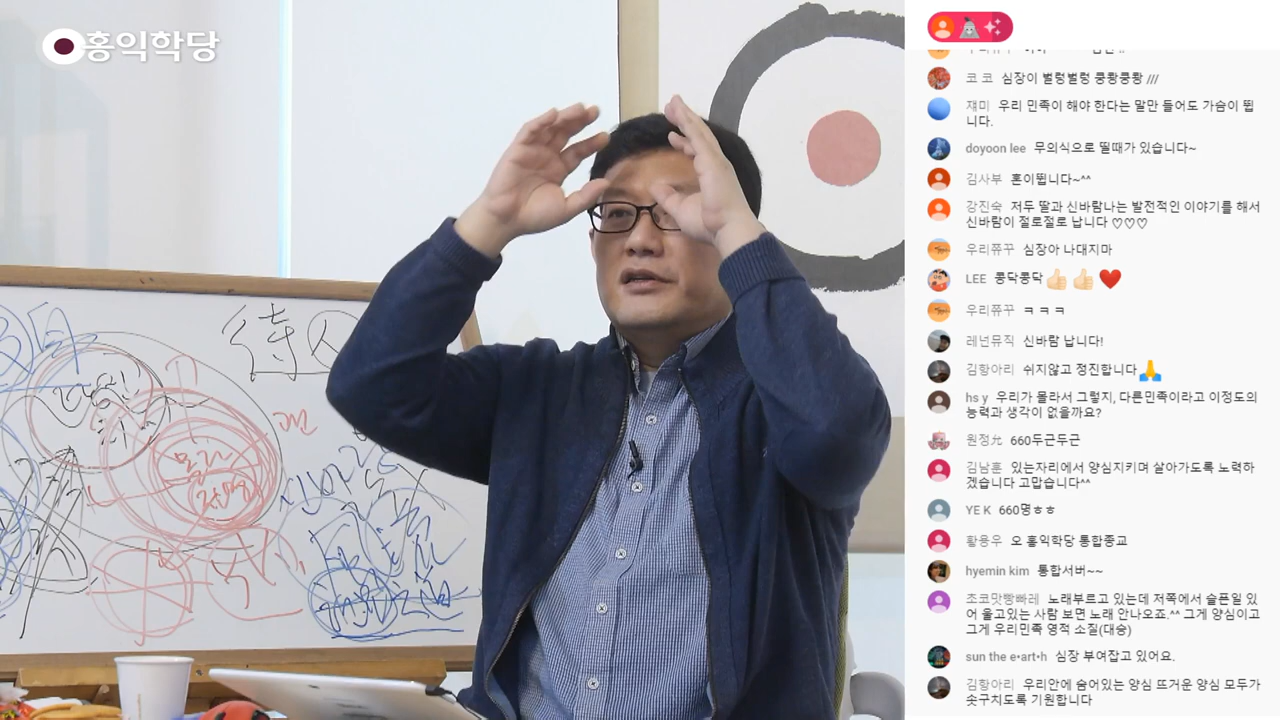 홍익학당
待人
코 코 심장이 벌렁벌렁 쿵쾅쿵쾅 ///
쟤미 우리 민족이 해야 한다는 말만 들어도 가슴이 뜁
니다.
doyoon lee 무의식으로 띨때가 있습니다~
김사부 혼이뜁니다~^^
강진숙 저두 딸과 신바람나는 발전적인 이야기를 해서
신바람이 절로절로 납니다 ♡♡♡
우리쮸꾸 심장아 나대지마
LEE 콩닥콩닥👍🏻👍🏻❤️
우리쮸꾸 ㅋ ㅋ ㅋ
레넌뮤직 신바람 납니다!
김항아리 쉬지않고 정진합니다🙏
hs y 우리가 몰라서 그렇지, 다른민족이라고 이정도의
능력과 생각이 없을까요?
원정允 660두근두근
김남훈 있는자리에서 양심지키며 살아가도록 노력하
겠습니다 고맙습니다^^
YE K 660명ㅎㅎ
황용우 오 홍익학당 통합종교
hyemin kim 통합서버~~
조코맛빵빠레 노래부르고 있는데 저쪽에서 슬픈일 있
어 울고있는 사람 보면 노래 안나오죠.^^ 그게 양심이고
그게 우리민족 영적 소질(대승)
sun the e•art•h 심장 부여잡고 있어요.
김항아리 우리안에 숨어있는 양심 뜨거운 양심 모두가
솟구치도록 기원합니다